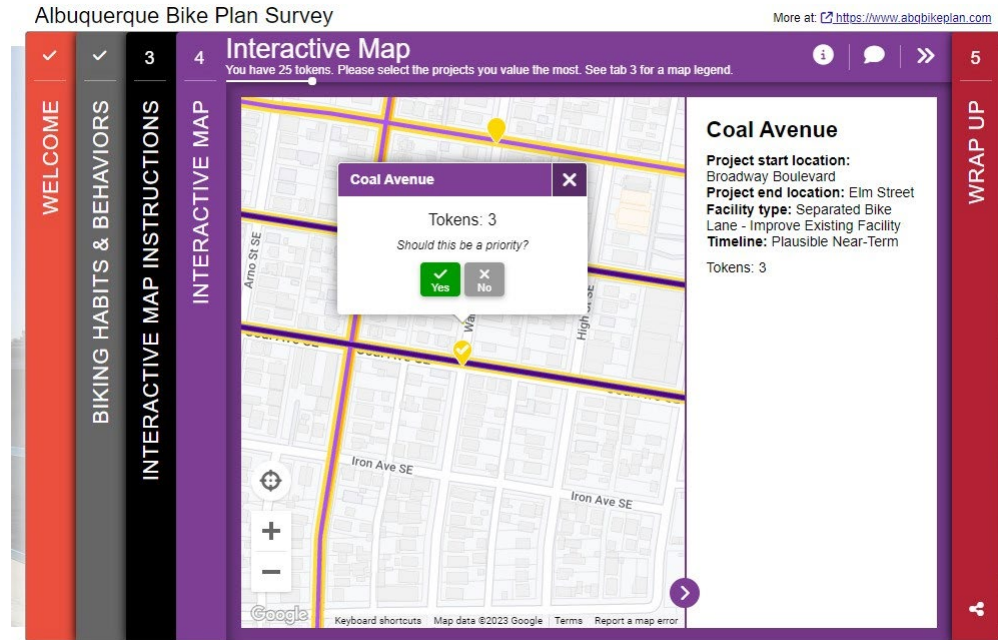 Albuquerque Bike Plan Survey
More at: https://www.abqbikeplan.com
WELCOME
BIKING HABITS & BEHAVIORS
3
INTERACTIVE MAP INSTRUCTIONS
4
INTERACTIVE MAP
Interactive Map
You have 25 tokens. Please select the projects you value the most. See tab 3 for a map legend.
Coal Avenue
Tokens: 3
Should this be a priority?
Yes
No
Arno St SE
Iron Ave SE
Iron Ave SE
Google
Keyboard shortcuts
Map data ©2023 Google
Terms
Report a map error
Coal Avenue
Project start location:
Broadway Boulevard
Project end location: Elm Street
Facility type: Separated Bike
Lane - Improve Existing Facility
Timeline: Plausible Near-Term
Tokens: 3
5
WRAP UP